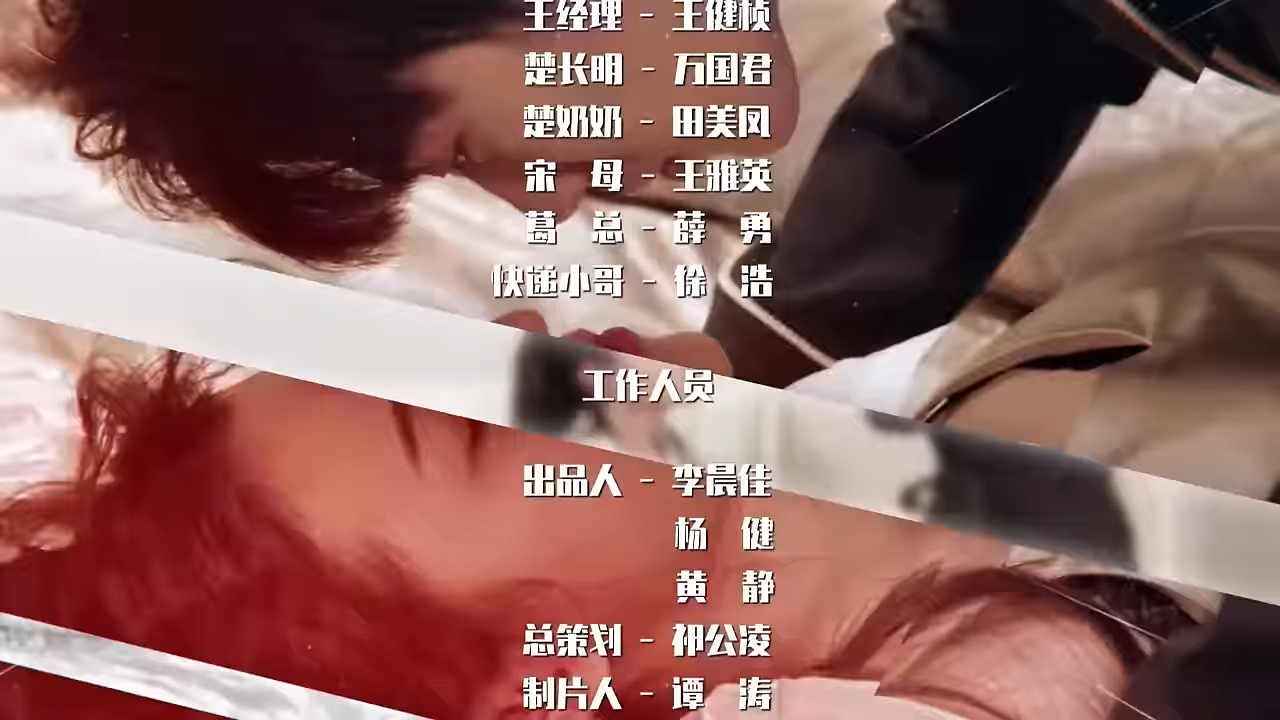 王经理 - 王健桢
楚长明 - 万国君
楚奶奶 - 田美凤
宋　母 - 王雅英
葛　总 - 薛　勇
快递小哥 - 徐　浩
工作人员
出品人 - 李晨佳
杨　健
黄　静
总策划 - 祁公凌
制片人 - 谭　涛